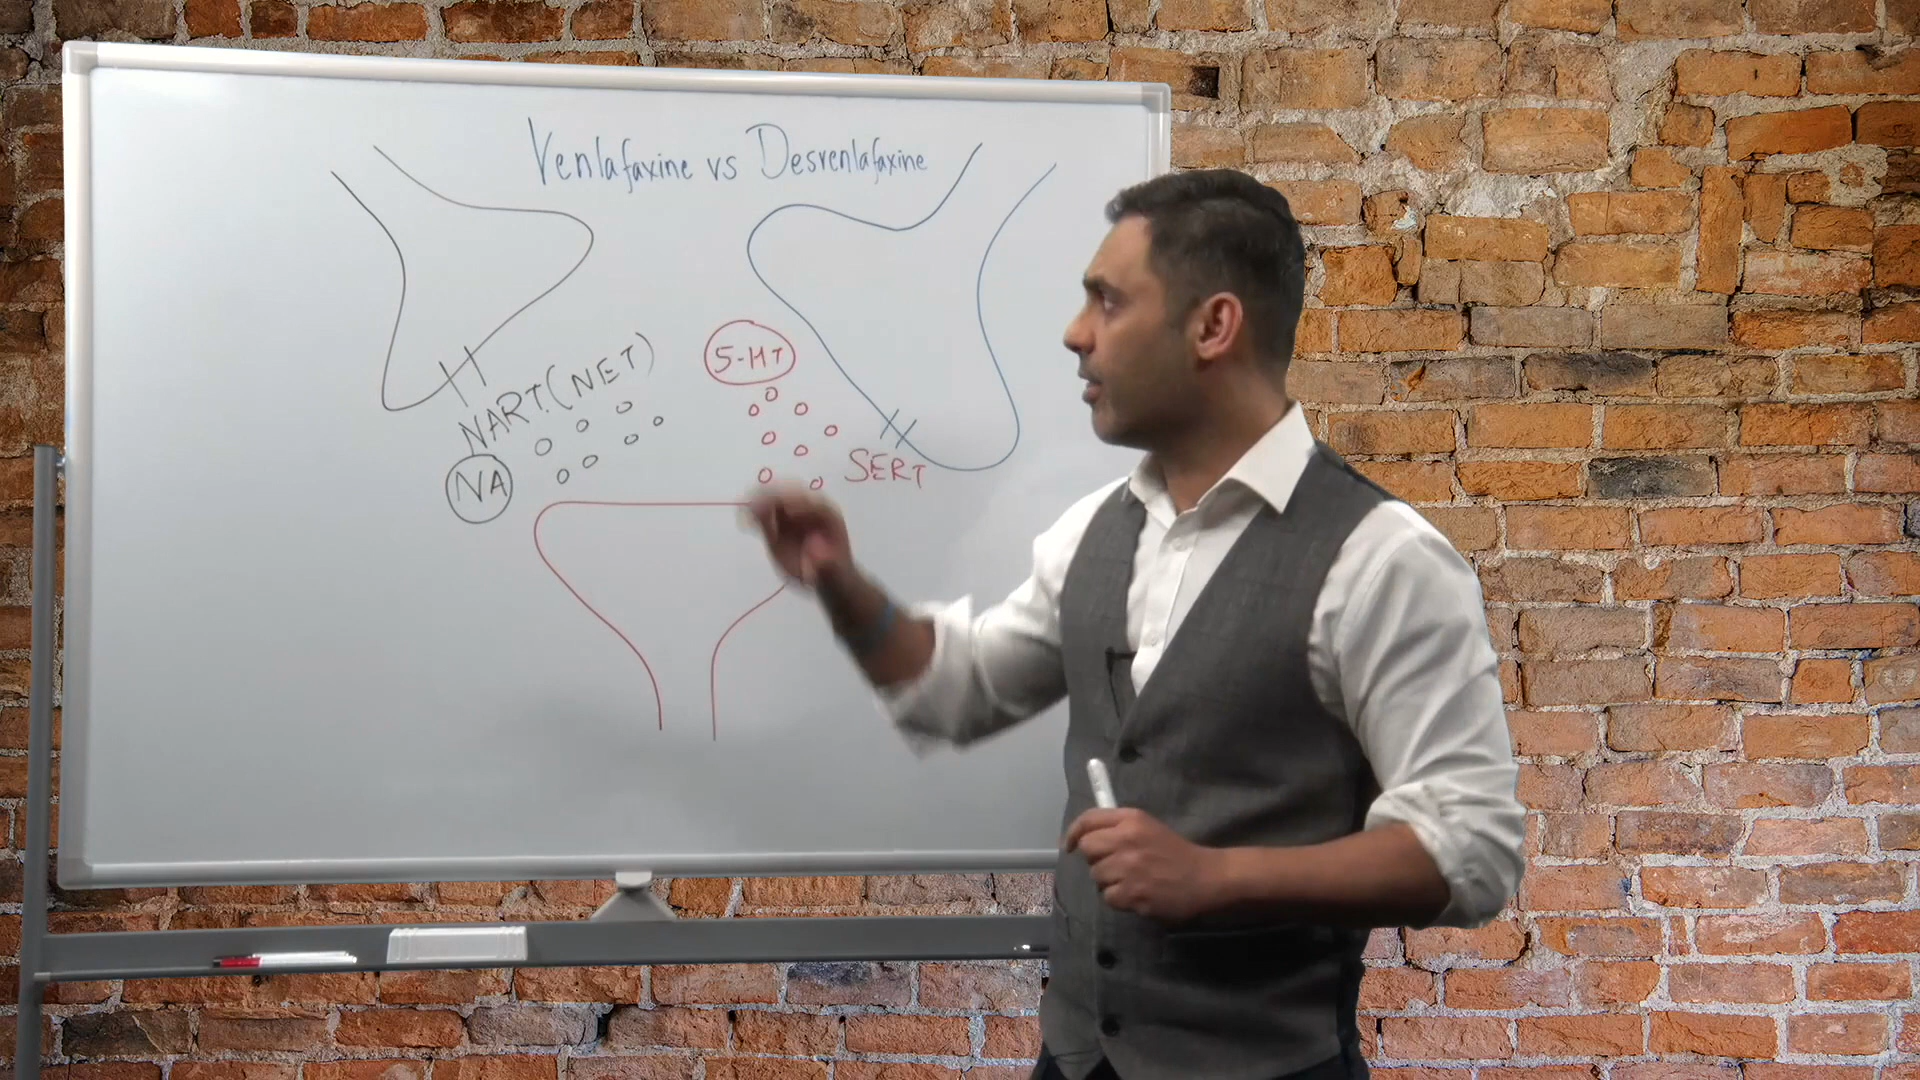 Venlafaxine vs Desvenlafaxine
NART.(NET)
NA
5-HT
SERT